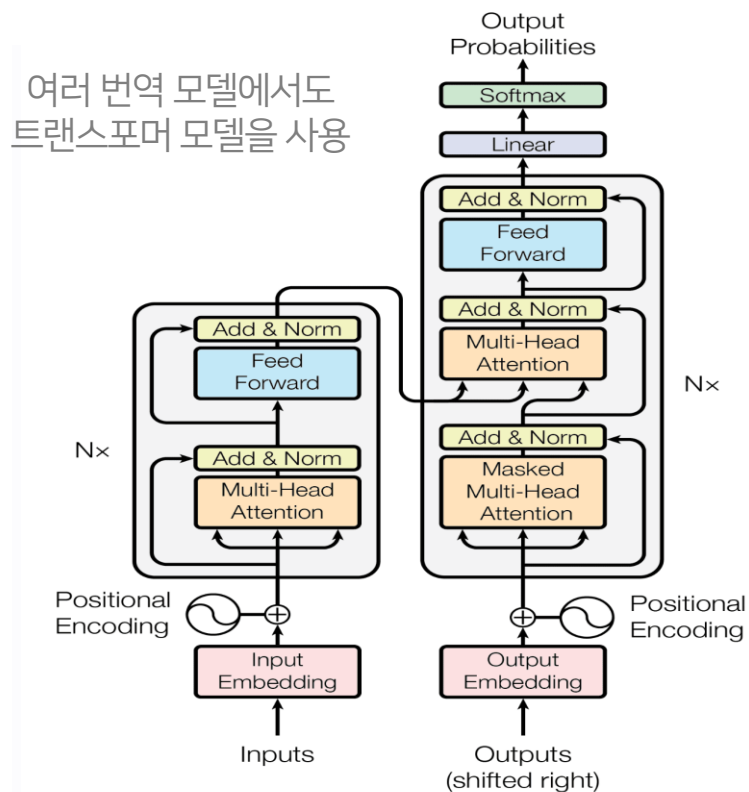 여러 번역 모델에서도
트랜스포머 모델을 사용
Output
Probabilities
Softmax
Linear
Add & Norm
Feed
Forward
Add & Norm
Multi-Head
Attention
Add & Norm
Masked
Multi-Head
Attention
Nx
Add & Norm
Feed
Forward
Add & Norm
Multi-Head
Attention
Nx
Positional
Encoding
Positional
Encoding
Input
Embedding
Output
Embedding
Inputs
Outputs
(shifted right)